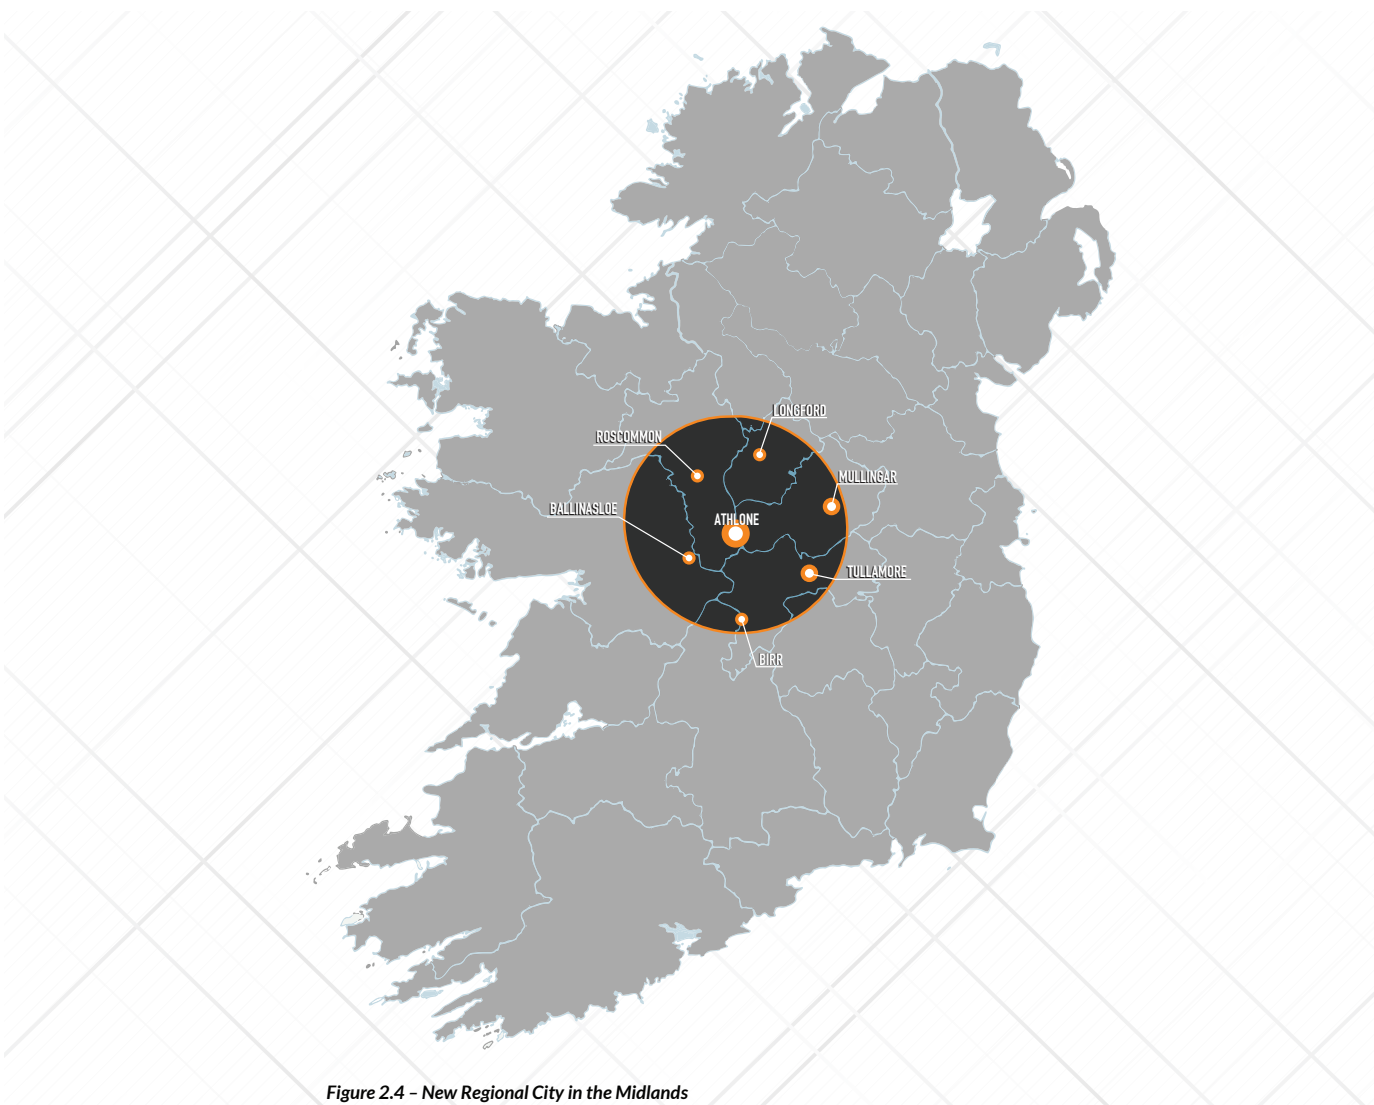 LONGFORD
ROSCOMMON
MULLINGAR
BALLINASLOE
ATHLONE
TULLAMORE
BIRR
Figure 2.4 – New Regional City in the Midlands